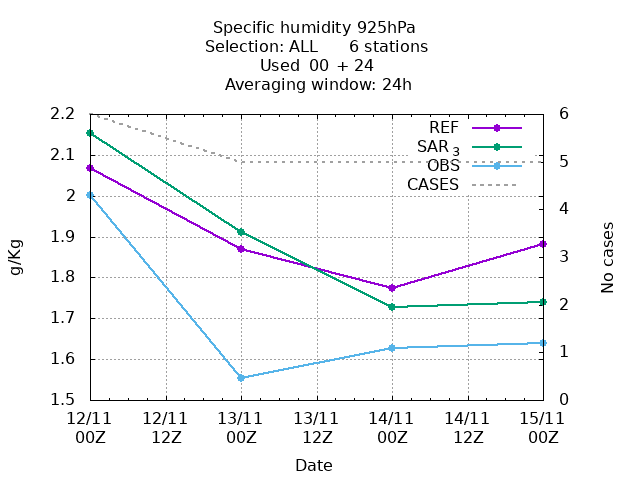 Specific humidity 925hPa
Selection: ALL      6 stations
Used  00 + 24
Averaging window: 24h
2.2
2.1
2
1.9
1.8
1.7
1.6
1.5
g/Kg
REF
SAR 3
OBS
CASES
6
5
4
3
2
1
0
No cases
12/11 12/11 13/11 13/11 14/11 14/11 15/11
00Z 12Z 00Z 12Z 00Z 12Z 00Z
Date